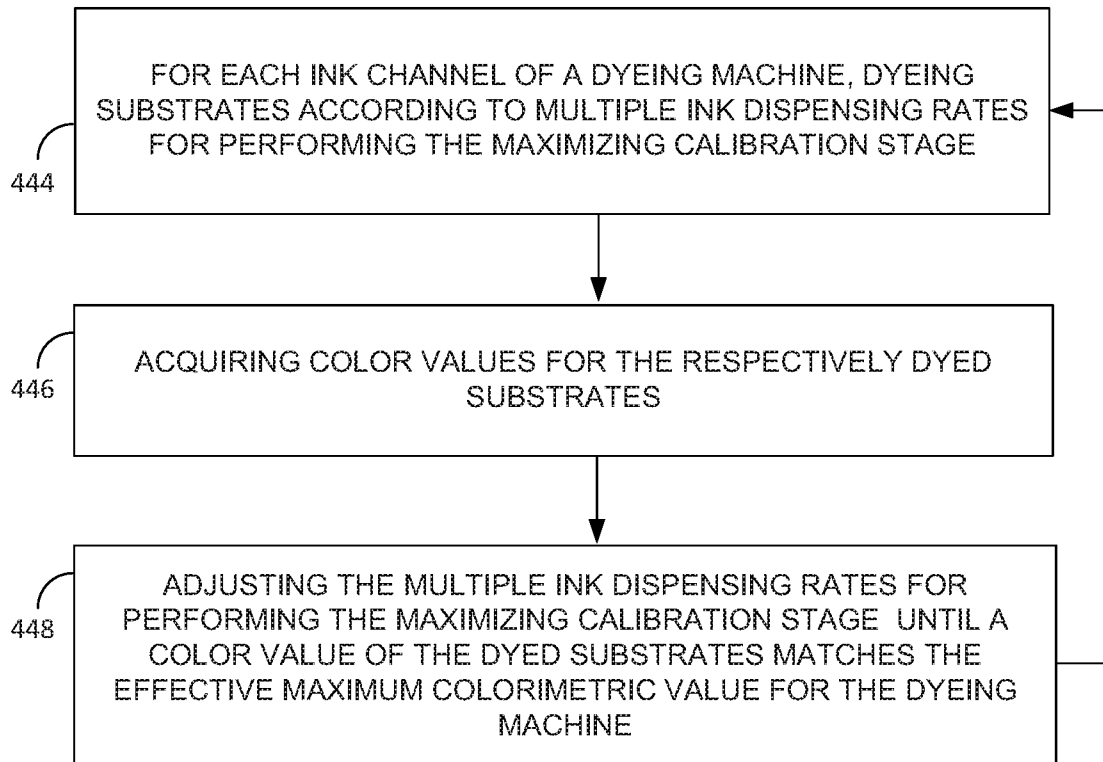 FOR EACH INK CHANNEL OF A DYEING MACHINE, DYEING
SUBSTRATES ACCORDING TO MULTIPLE INK DISPENSING RATES
FOR PERFORMING THE MAXIMIZING CALIBRATION STAGE
444
ACQUIRING COLOR VALUES FOR THE RESPECTIVELY DYED
SUBSTRATES
446
ADJUSTING THE MULTIPLE INK DISPENSING RATES FOR
PERFORMING THE MAXIMIZING CALIBRATION STAGE UNTIL A
COLOR VALUE OF THE DYED SUBSTRATES MATCHES THE
EFFECTIVE MAXIMUM COLORIMETRIC VALUE FOR THE DYEING
MACHINE
448